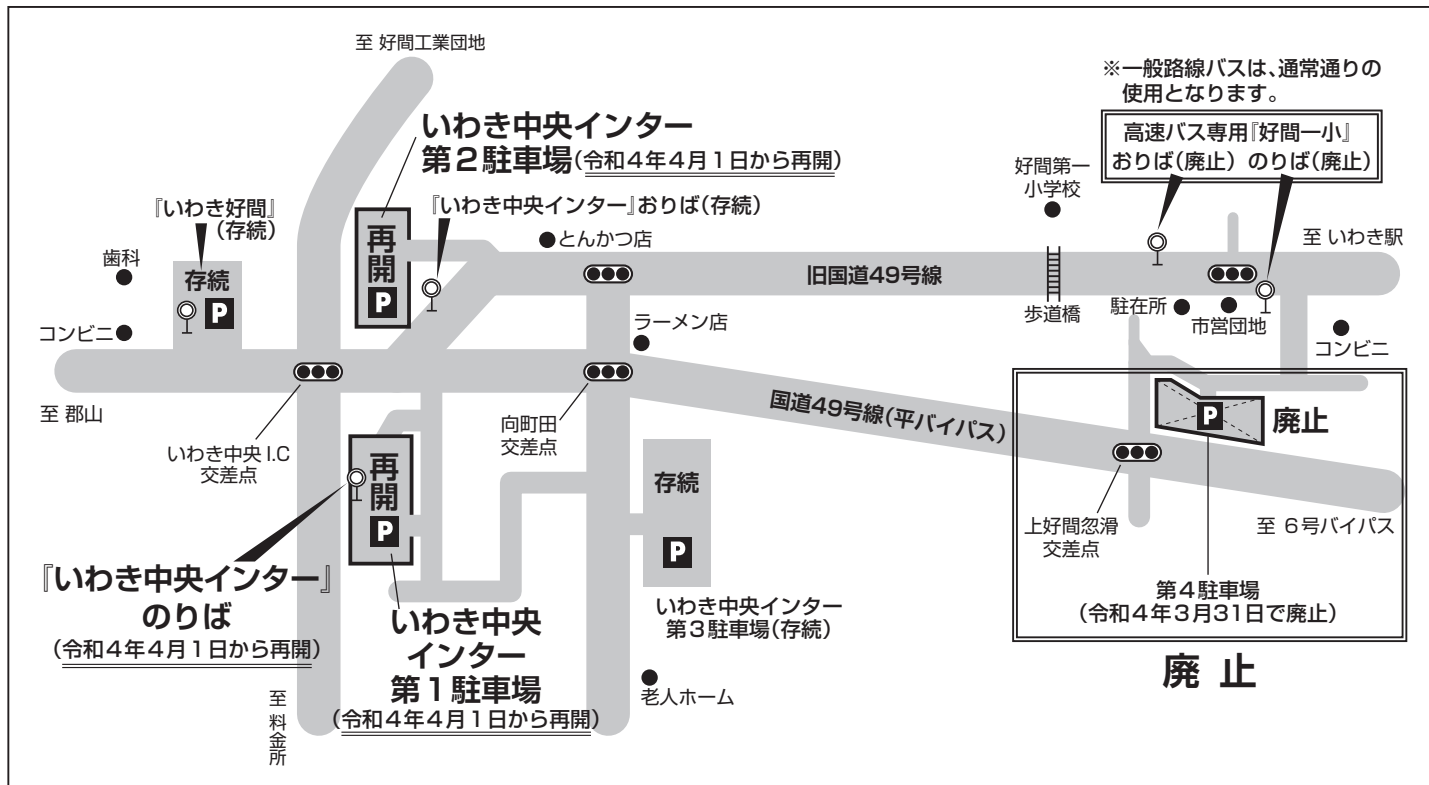 至 好間工業団地
いわき中央インター
第2駐車場(令和4年4月1日から再開)
『いわき中央インター』おりば(存続)
『いわき好間』
(存続)
歯科
存続
P
コンビニ
至 郡山
いわき中央 I.C
交差点
再開
P
とんかつ店
旧国道49号線
ラーメン店
向町田
交差点
国道49号線(平バイパス)
※一般路線バスは、通常通りの
使用となります。
高速バス専用『好間一小』
おりば(廃止) のりば(廃止)
好間第一
小学校
歩道橋
至 いわき駅
駐在所
市営団地
コンビニ
P
廃止
上好間忽滑
交差点
至 6号バイパス
第4駐車場
(令和4年3月31日で廃止)
廃 止
再開
P
『いわき中央インター』
のりば
(令和4年4月1日から再開)
いわき中央
インター
第1駐車場
(令和4年4月1日から再開)
存続
P
いわき中央インター
第3駐車場(存続)
老人ホーム
至 料金所